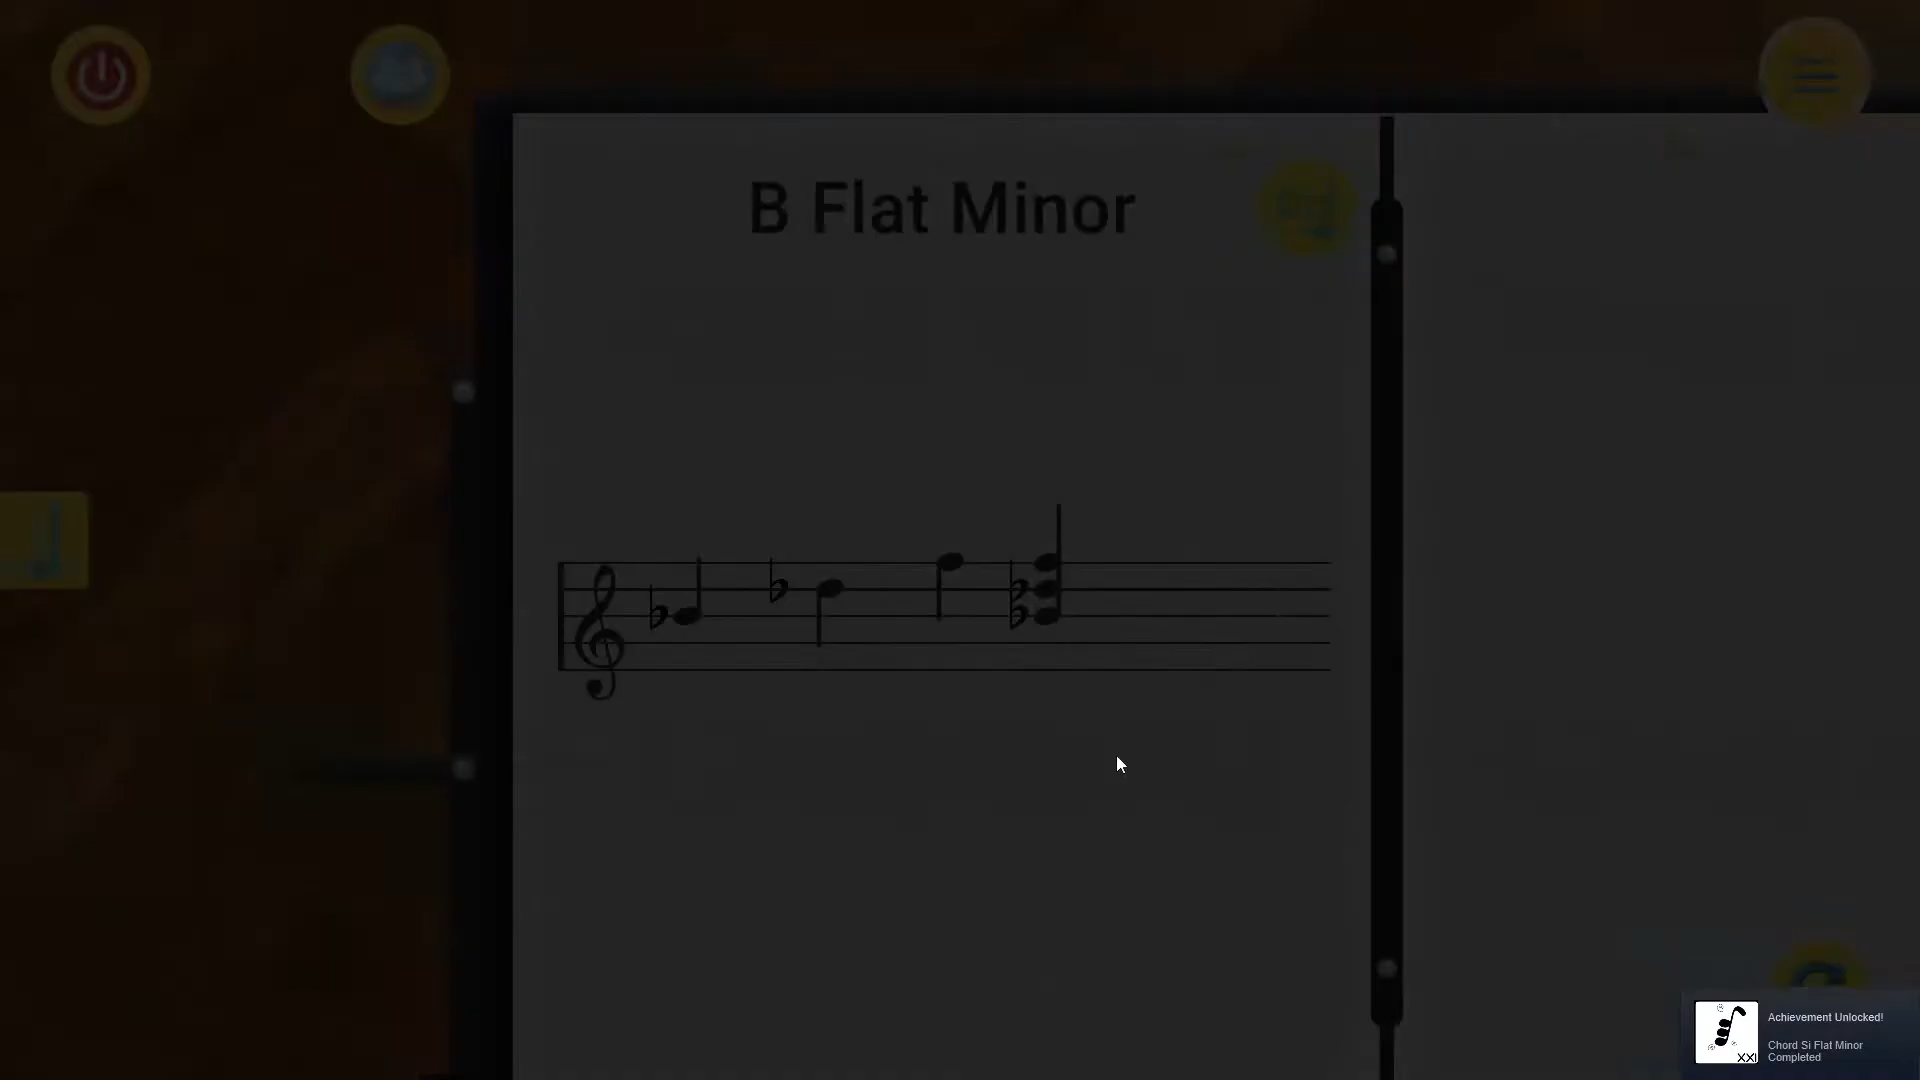 B Flat Minor
XXI
Achievement Unlocked!
Chord Si Flat Minor
Completed